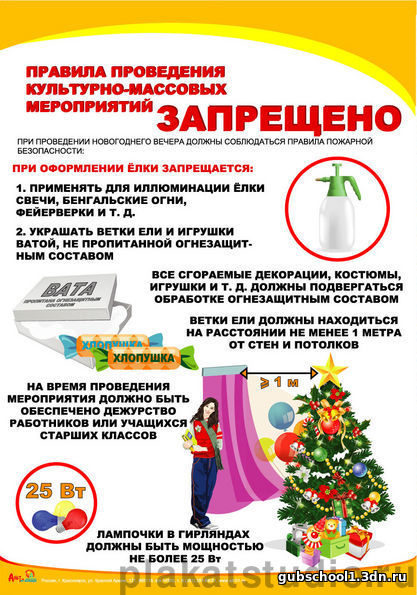 ПРАВИЛА ПРОВЕДЕНИЯ
КУЛЬТУРНО-МАССОВЫХ
МЕРОПРИЯТИЙ
ЗАПРЕЩЕНО
ПРИ ПРОВЕДЕНИИ НОВОГОДНЕГО ВЕЧЕРА ДОЛЖНЫ СОБЛЮДАТЬСЯ ПРАВИЛА ПОЖАРНОЙ
БЕЗОПАСНОСТИ:
ПРИ ОФОРМЛЕНИИ ЁЛКИ ЗАПРЕЩАЕТСЯ:
1. ПРИМЕНЯТЬ ДЛЯ ИЛЛЮМИНАЦИИ ЁЛКИ
СВЕЧИ, БЕНГАЛЬСКИЕ ОГНИ,
ФЕЙЕРВЕРКИ И Т. Д.
2. УКРАШАТЬ ВЕТКИ ЕЛИ И ИГРУШКИ
ВАТОЙ, НЕ ПРОПИТАННОЙ ОГНЕЗАЩИТ-
НЫМ СОСТАВОМ
ВАТА
ПРОПИТАНА ОГНЕЗАЩИТНЫМ
СОСТАВОМ
ВСЕ СГОРАЕМЫЕ ДЕКОРАЦИИ, КОСТЮМЫ,
ИГРУШКИ И Т. Д. ДОЛЖНЫ ПОДВЕРГАТЬСЯ
ОБРАБОТКЕ ОГНЕЗАЩИТНЫМ СОСТАВОМ
ВЕТКИ ЕЛИ ДОЛЖНЫ НАХОДИТЬСЯ
НА РАССТОЯНИИ НЕ МЕНЕЕ 1 МЕТРА
ОТ СТЕН И ПОТОЛКОВ
ХЛОПУШКА
ХЛОПУШКА
⩾ 1 м
НА ВРЕМЯ ПРОВЕДЕНИЯ
МЕРОПРИЯТИЯ ДОЛЖНО БЫТЬ
ОБЕСПЕЧЕНО ДЕЖУРСТВО
РАБОТНИКОВ ИЛИ УЧАЩИХСЯ
СТАРШИХ КЛАССОВ
25 Вт
ЛАМПОЧКИ В ГИРЛЯНДАХ
ДОЛЖНЫ БЫТЬ МОЩНОСТЬЮ
НЕ БОЛЕЕ 25 Вт
plakatstudio.ru
gubschool1.3dn.ru